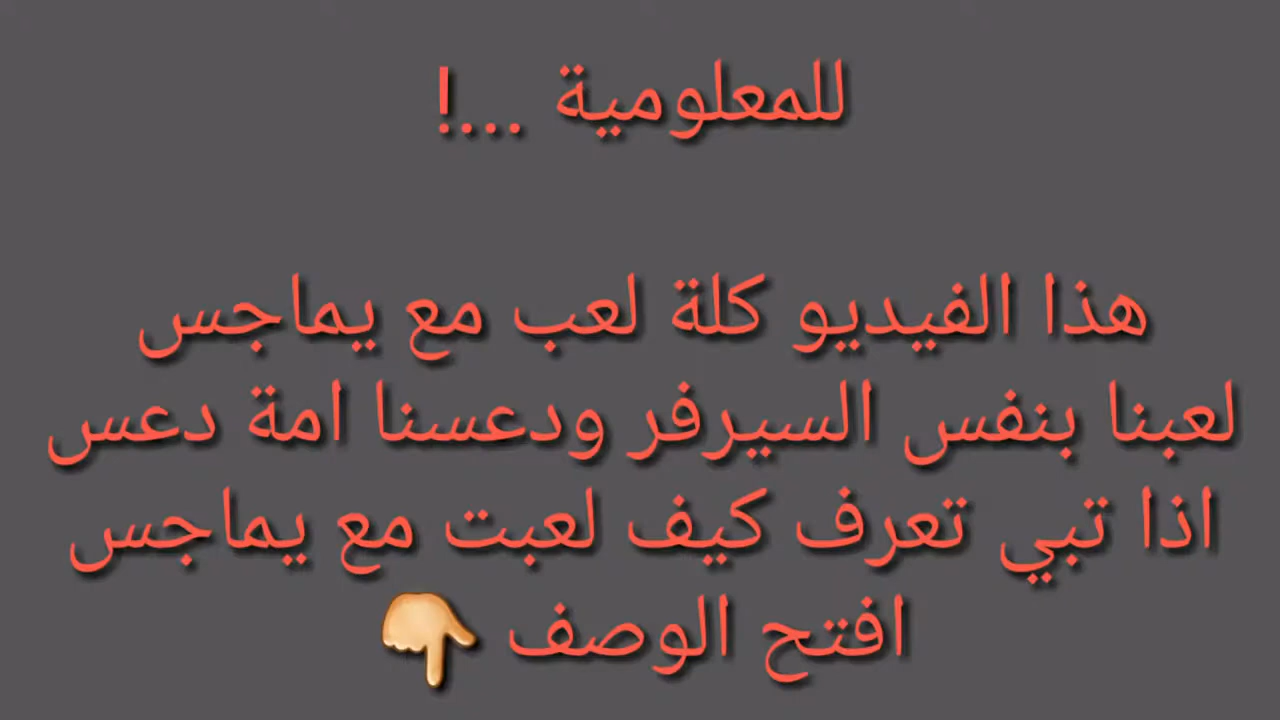 للمعلومية ...!
هذا الفيديو كلة لعب مع يماجس
لعبنا بنفس السيرفر ودعسنا امة دعس
اذا تبي تعرف كيف لعبت مع يماجس
افتح الوصف 👇